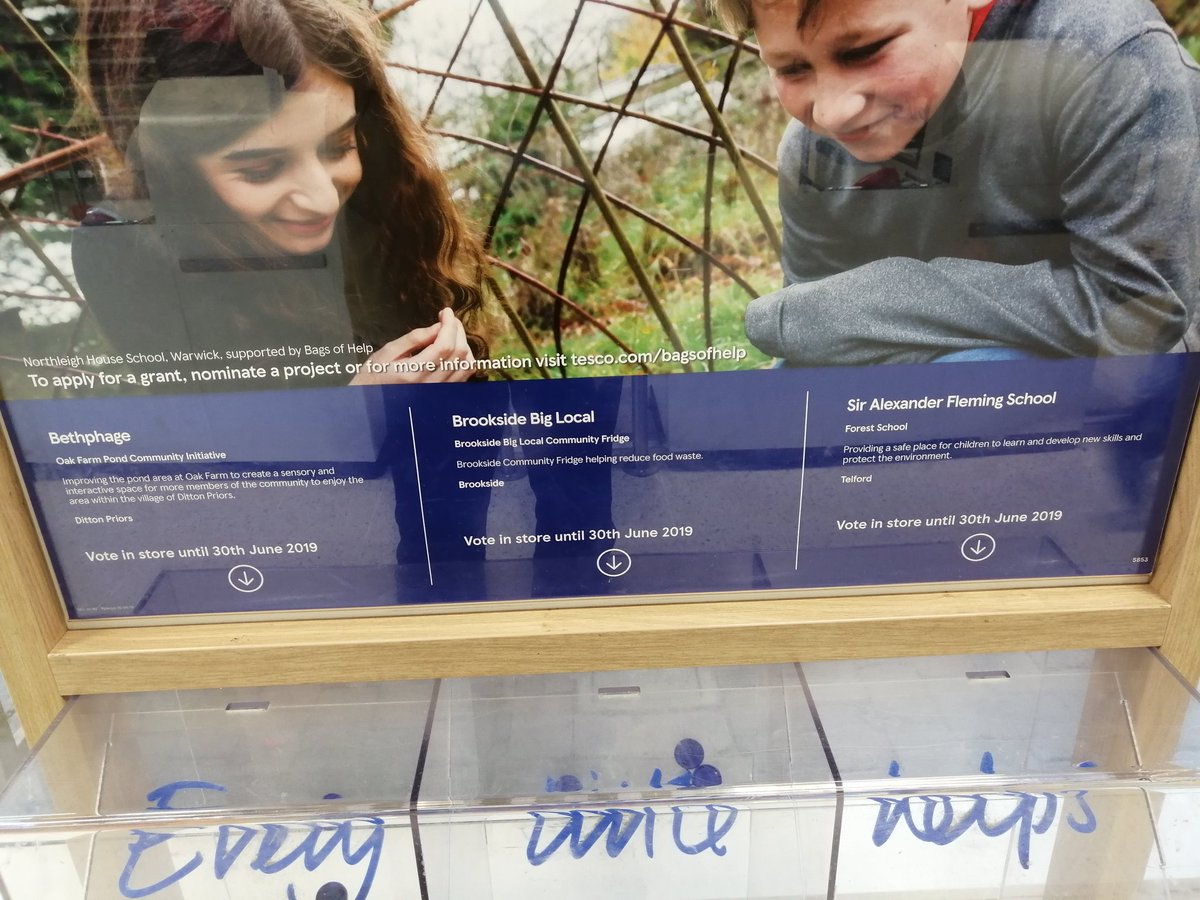 Northleigh House School, Warwick, supported by Bags of Help
To apply for a grant, nominate a project or for more information visit tesco.com/bagsofhelp
Bethphage
Oak Farm Pond Community Initiative
Improving the pond area at Oak Farm to create a sensory and
interactive space for more members of the community to enjoy the
area within the village of Ditton Priors.
Ditton Priors
Vote in store until 30th June 2019
Brookside Big Local
Brookside Big Local Community Fridge
Brookside Community Fridge helping reduce food waste.
Brookside
Vote in store until 30th June 2019
Sir Alexander Fleming School
Forest School
Providing a safe place for children to learn and develop new skills and
protect the environment.
Telford
Vote in store until 30th June 2019
5853
Every little helps